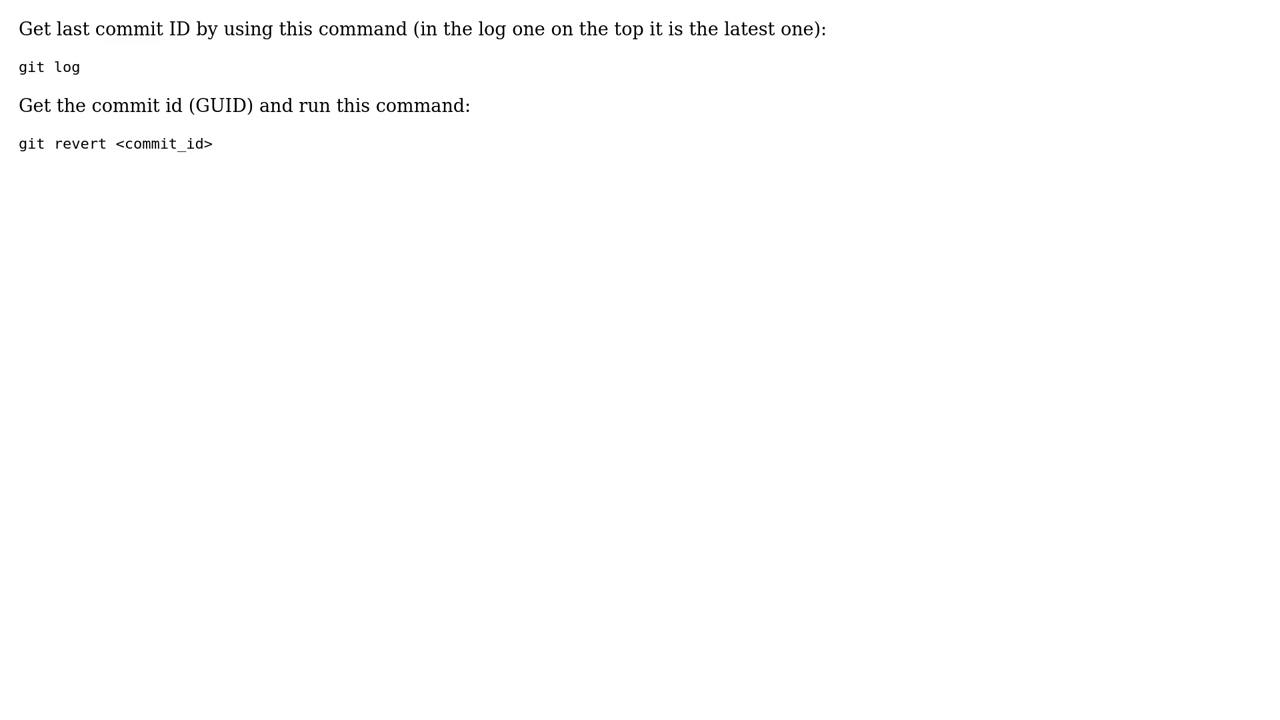 Get last commit ID by using this command (in the log one on the top it is the latest one):
git log
Get the commit id (GUID) and run this command:
git revert <commit_id>